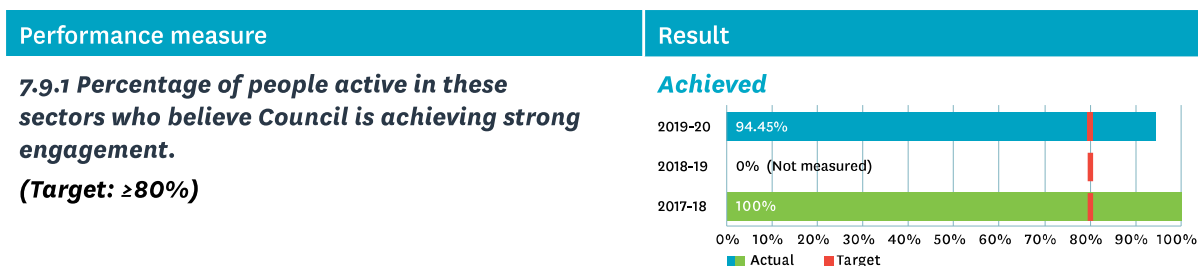 Performance measure
Result
7.9.1 Percentage of people active in these
sectors who believe Council is achieving strong
engagement.
(Target: ≥80%)
Achieved
2019-20 94.45%
2018-19 0% (Not measured)
2017-18 100%
0% 10% 20% 30% 40% 50% 60% 70% 80% 90% 100%
Actual Target